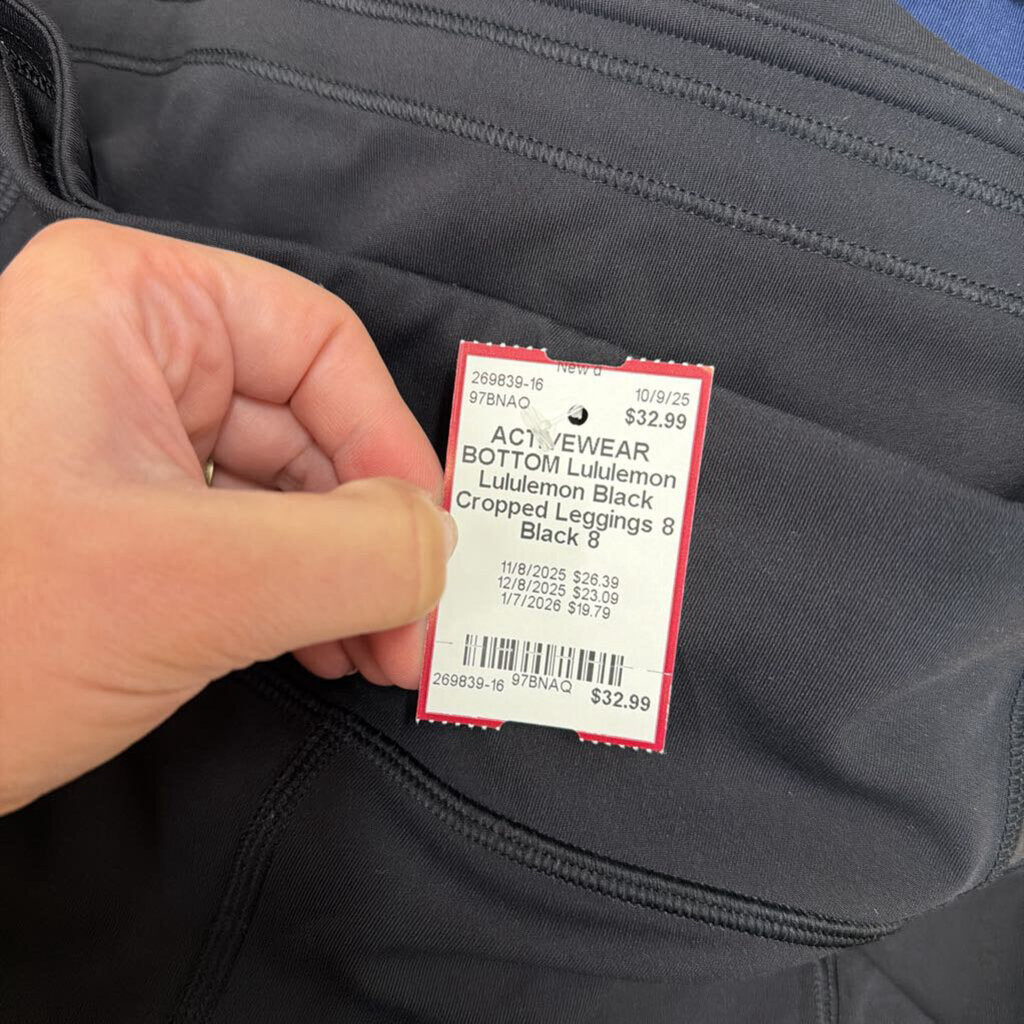 New
269839-16 10/9/25
97BNAQ $32.99
ACTIVEWEAR
BOTTOM Lululemon
Lululemon Black
Cropped Leggings 8
Black 8
11/8/2025 $26.39
12/8/2025 $23.09
1/7/2026 $19.79
269839-16 97BNAQ $32.99